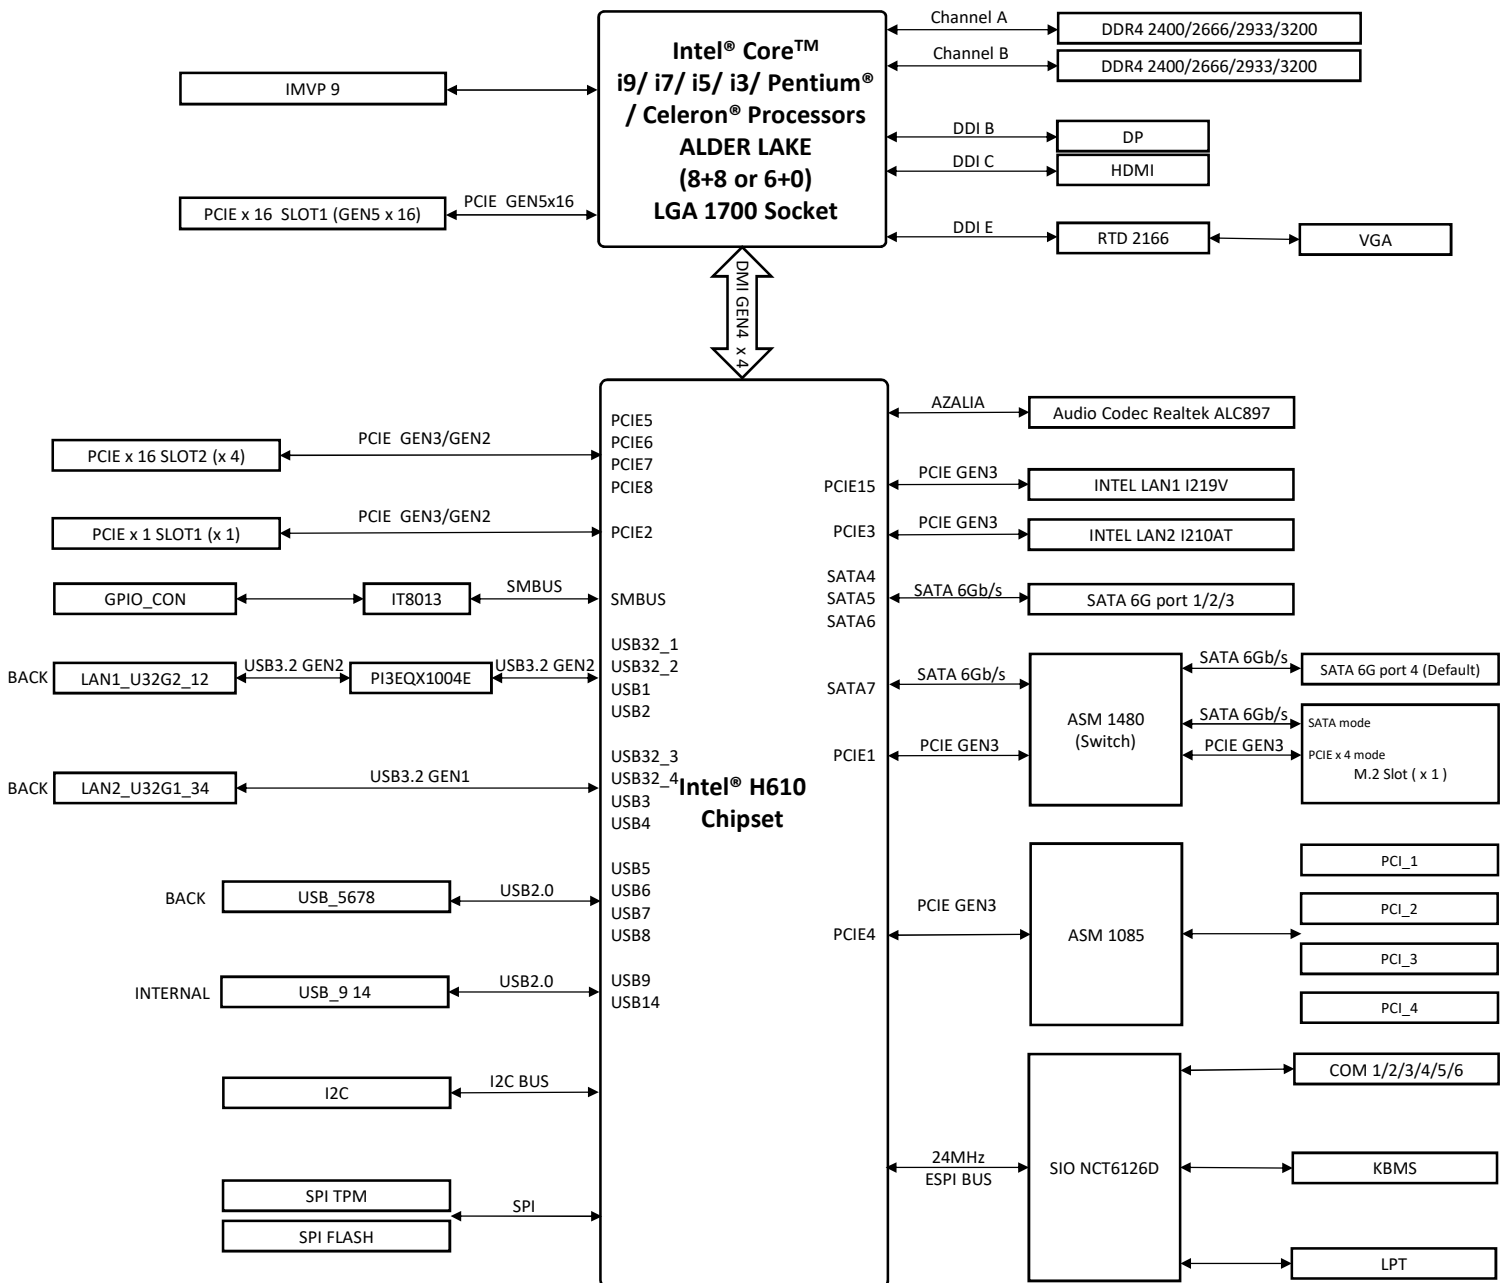 Intel® Core™
i9/ i7/ i5/ i3/ Pentium®
/ Celeron® Processors
ALDER LAKE
(8+8 or 6+0)
LGA 1700 Socket
IMVP 9
PCIE x 16 SLOT1 (GEN5 x 16)
PCIE GEN5x16
Channel A
DDR4 2400/2666/2933/3200
Channel B
DDR4 2400/2666/2933/3200
DDI B
DP
DDI C
HDMI
DDI E
RTD 2166
VGA
DMI GEN4 x 4
Intel® H610
Chipset
PCIE x 16 SLOT2 (x 4)
PCIE GEN3/GEN2
PCIE5
PCIE6
PCIE7
PCIE8
PCIE x 1 SLOT1 (x 1)
PCIE GEN3/GEN2
PCIE2
GPIO_CON
IT8013
SMBUS
SMBUS
BACK
LAN1_U32G2_12
USB3.2 GEN2
PI3EQX1004E
USB3.2 GEN2
USB32_1
USB32_2
USB1
USB2
BACK
LAN2_U32G1_34
USB3.2 GEN1
USB32_3
USB32_4
USB3
USB4
BACK
USB_5678
USB2.0
USB5
USB6
USB7
USB8
INTERNAL
USB_9 14
USB2.0
USB9
USB14
I2C
I2C BUS
SPI TPM
SPI FLASH
SPI
AZALIA
Audio Codec Realtek ALC897
PCIE15
PCIE GEN3
INTEL LAN1 I219V
PCIE3
PCIE GEN3
INTEL LAN2 I210AT
SATA4
SATA5
SATA6
SATA 6Gb/s
SATA 6G port 1/2/3
SATA7
SATA 6Gb/s
PCIE1
PCIE GEN3
ASM 1480
(Switch)
SATA 6Gb/s
SATA 6G port 4 (Default)
SATA 6Gb/s
SATA mode
PCIE GEN3
PCIE x 4 mode
M.2 Slot ( x 1 )
PCIE4
PCIE GEN3
ASM 1085
PCI_1
PCI_2
PCI_3
PCI_4
24MHz
ESPI BUS
SIO NCT6126D
COM 1/2/3/4/5/6
KBMS
LPT